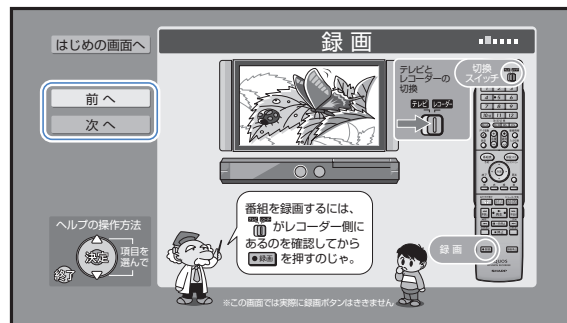 はじめの画面へ
録画
前へ
次へ
テレビと
レコーダーの
切換
テレビ レコーダー
切換
スイッチ
番組を録画するには、
がレコーダー側に
あるのを確認してから
●録画 を押すのじゃ。
ヘルプの操作方法
決定
項目を
選んで
終了
録画
※この画面では実際に録画ボタンはききません